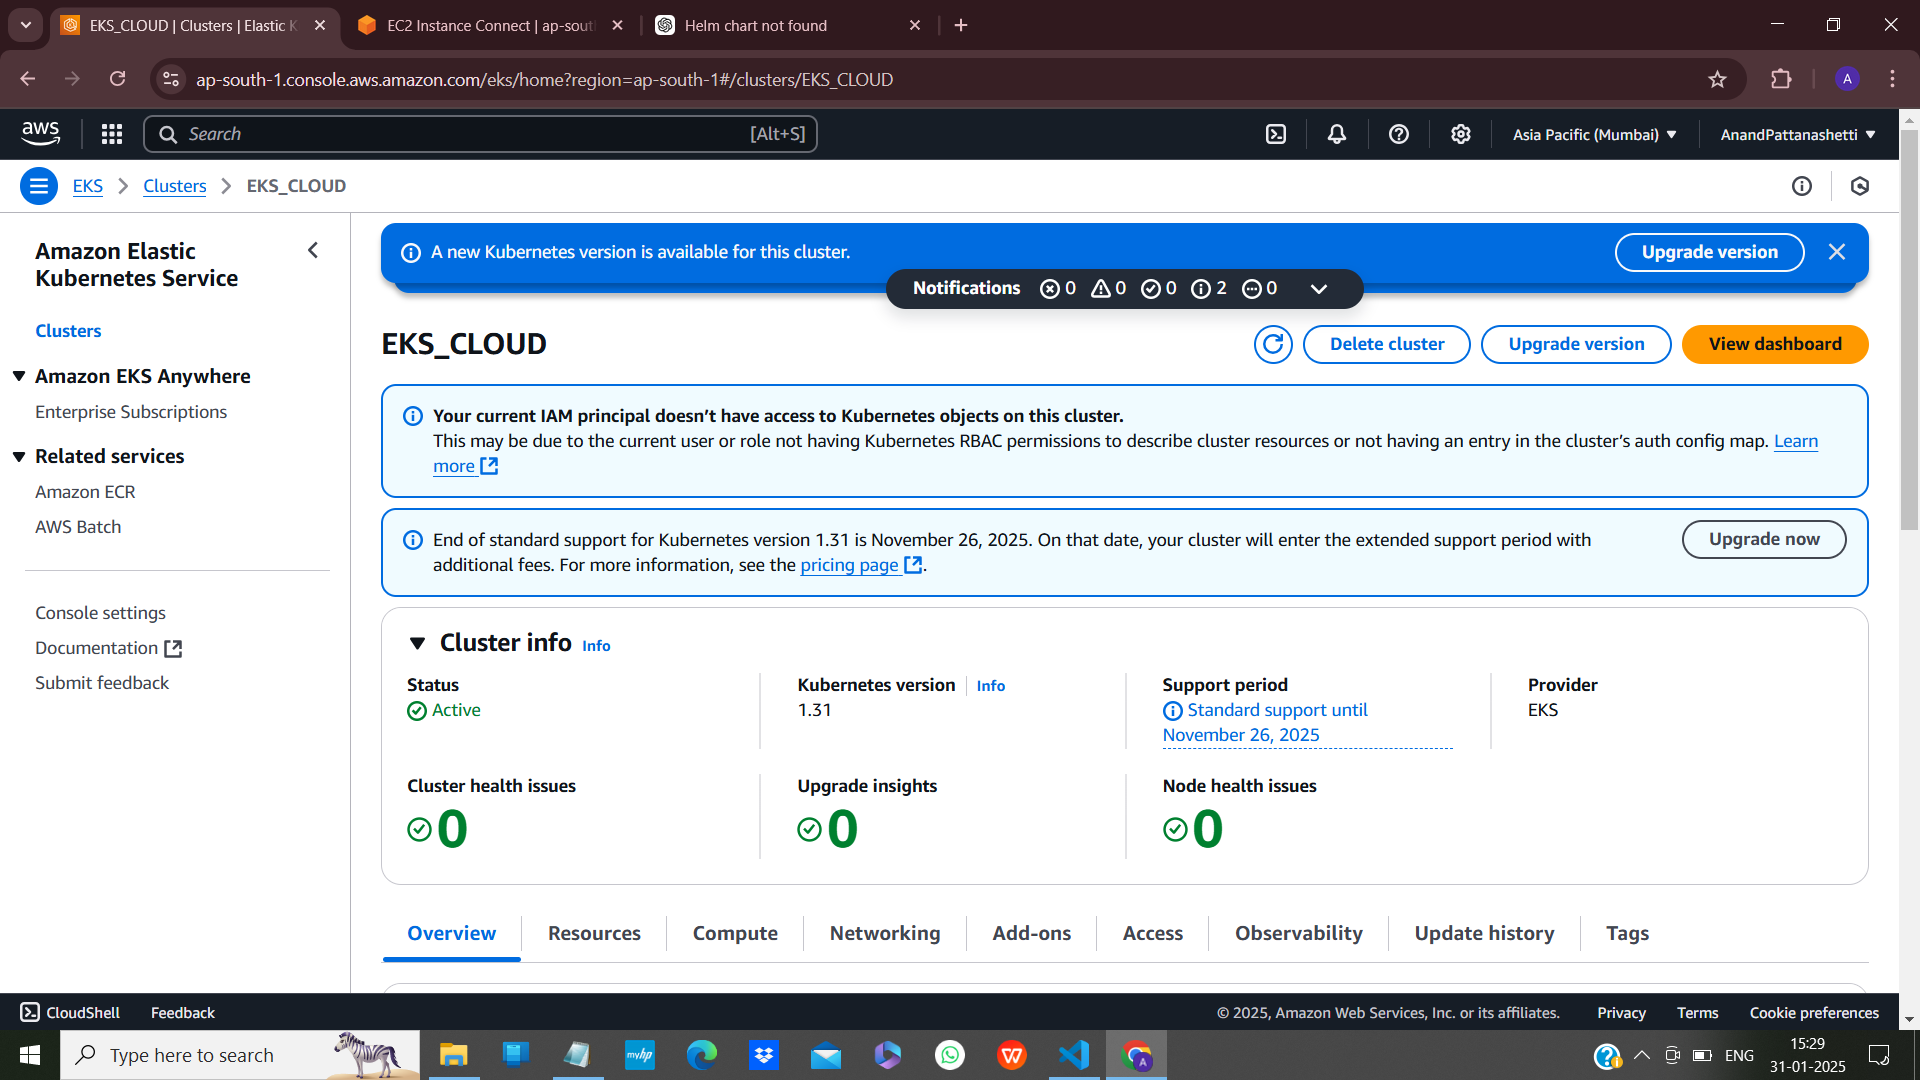 EKS_CLOUD | Clusters | Elastic K
EC2 Instance Connect | ap-sout
Helm chart not found
ap-south-1.console.aws.amazon.com/eks/home?region=ap-south-1#/clusters/EKS_CLOUD
A
aws
Search
[Alt+S]
Asia Pacific (Mumbai)
AnandPattanashetti
EKS
Clusters
EKS_CLOUD
Amazon Elastic
Kubernetes Service
Clusters
Amazon EKS Anywhere
Enterprise Subscriptions
Related services
Amazon ECR
AWS Batch
Console settings
Documentation
Submit feedback
A new Kubernetes version is available for this cluster.
Upgrade version
Notifications 0 0 0 2 0
EKS_CLOUD
Delete cluster
Upgrade version
View dashboard
Your current IAM principal doesn’t have access to Kubernetes objects on this cluster.
This may be due to the current user or role not having Kubernetes RBAC permissions to describe cluster resources or not having an entry in the cluster’s auth config map. Learn
more
End of standard support for Kubernetes version 1.31 is November 26, 2025. On that date, your cluster will enter the extended support period with
additional fees. For more information, see the pricing page.
Upgrade now
Cluster info Info
Status
Active
Kubernetes version Info
1.31
Support period
Standard support until
November 26, 2025
Provider
EKS
Cluster health issues
0
Upgrade insights
0
Node health issues
0
Overview
Resources
Compute
Networking
Add-ons
Access
Observability
Update history
Tags
CloudShell
Feedback
© 2025, Amazon Web Services, Inc. or its affiliates.
Privacy
Terms
Cookie preferences
Type here to search
myhp
W
A
ENG
15:29
31-01-2025